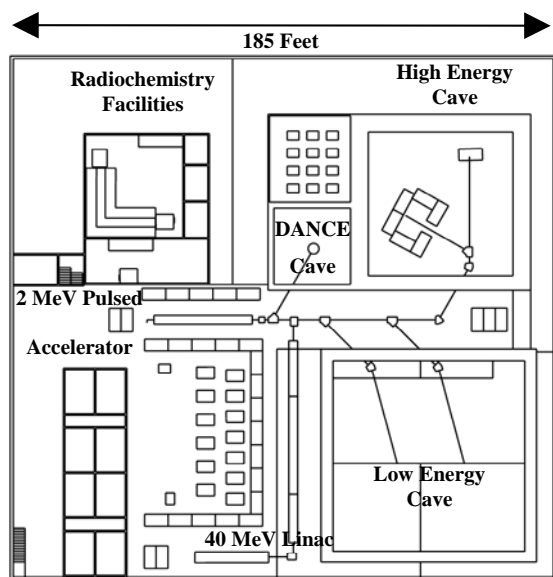 185 Feet
Radiochemistry
Facilities
High Energy
Cave
DANCE
Cave
2 MeV Pulsed
Accelerator
Low Energy
Cave
40 MeV Linac